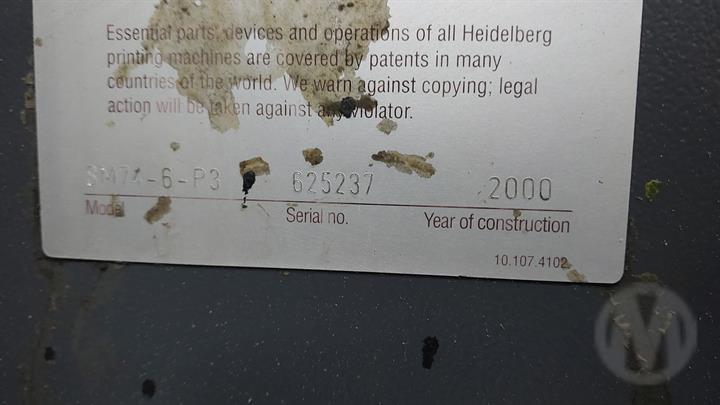 Essential parts, devices and operations of all Heidelberg
printing machines are covered by patents in many
countries of the world. We warn against copying; legal
action will be taken against any violator.
SM74-6-P3 625237 2000
Model Serial no. Year of construction
10.107.4102